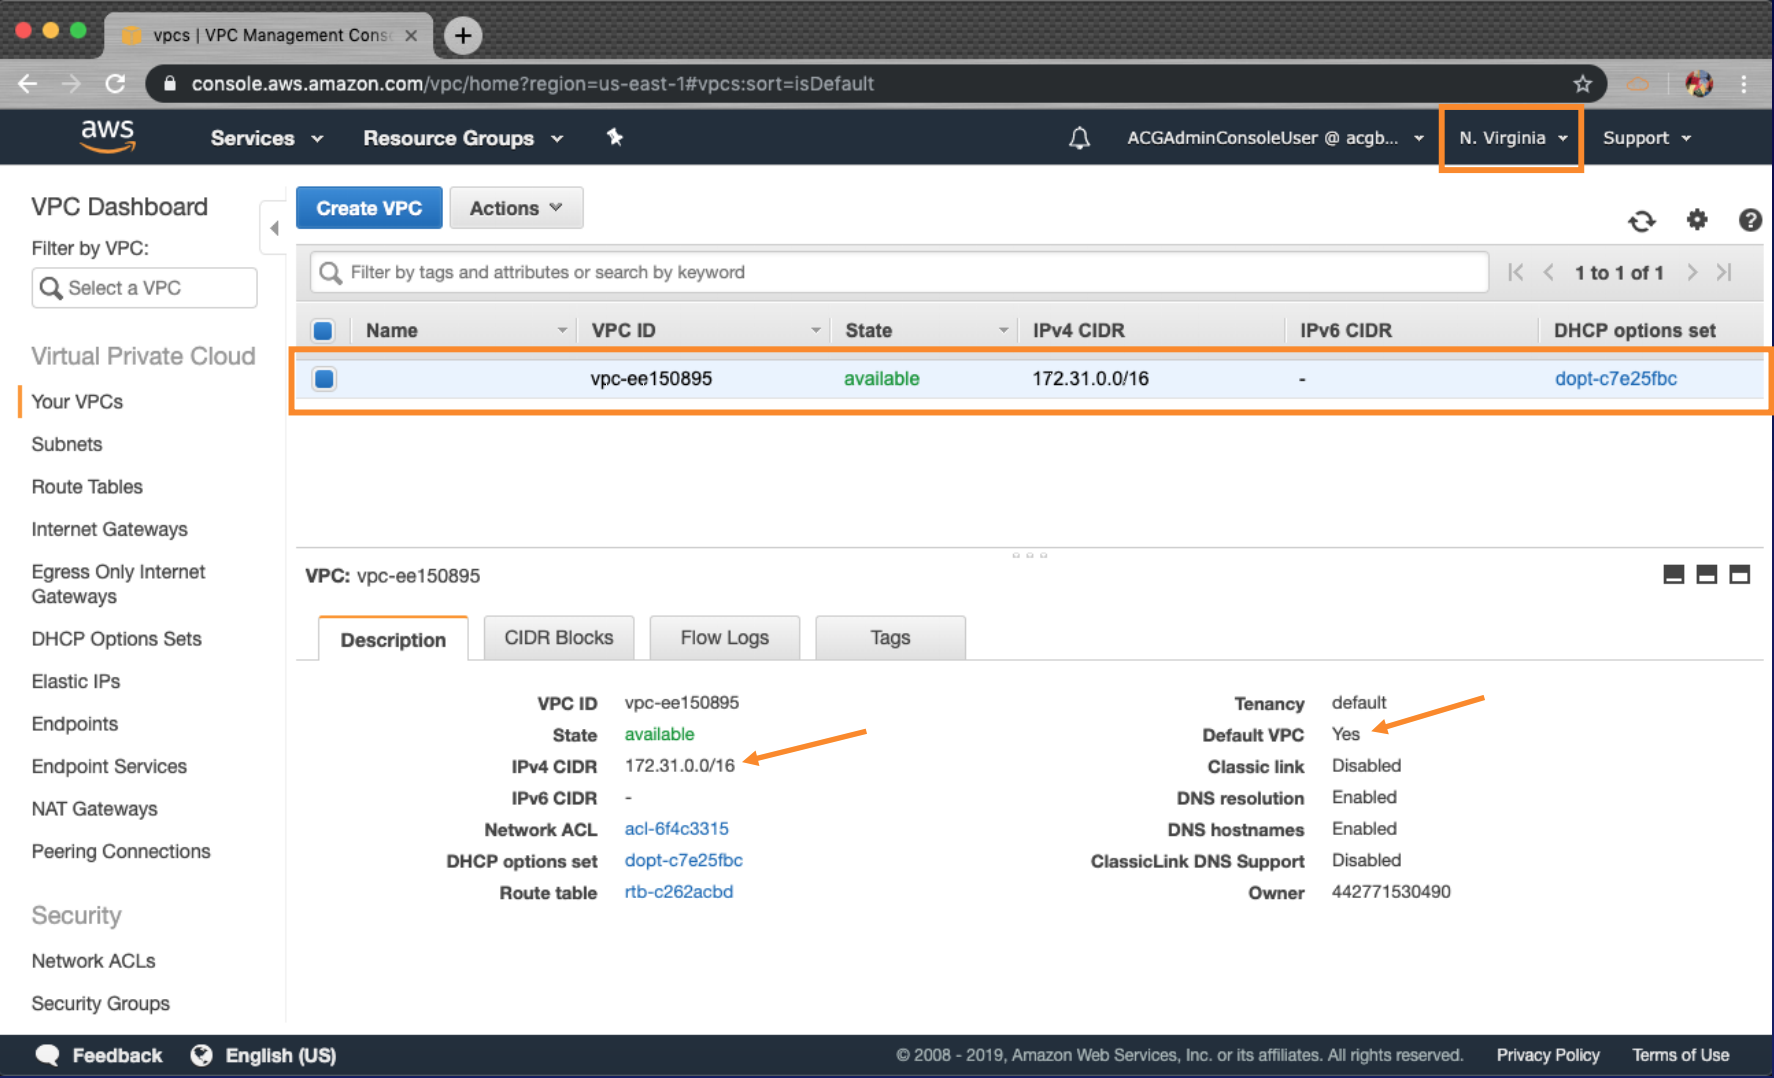 vpcs | VPC Management Cons
console.aws.amazon.com/vpc/home?region=us-east-1#vpcs:sort=isDefault
aws Services Resource Groups ACGAdminConsoleUser @ acgb... N. Virginia Support
VPC Dashboard
Filter by VPC:
Select a VPC
Virtual Private Cloud
Your VPCs
Subnets
Route Tables
Internet Gateways
Egress Only Internet
Gateways
DHCP Options Sets
Elastic IPs
Endpoints
Endpoint Services
NAT Gateways
Peering Connections
Security
Network ACLs
Security Groups
Create VPC Actions
Filter by tags and attributes or search by keyword 1 to 1 of 1
Name VPC ID State IPv4 CIDR IPv6 CIDR DHCP options set
vpc-ee150895 available 172.31.0.0/16 - dopt-c7e25fbc
VPC: vpc-ee150895
Description CIDR Blocks Flow Logs Tags
VPC ID vpc-ee150895
State available
IPv4 CIDR 172.31.0.0/16
IPv6 CIDR -
Network ACL acl-6f4c3315
DHCP options set dopt-c7e25fbc
Route table rtb-c262acbd
Tenancy default
Default VPC Yes
Classic link Disabled
DNS resolution Enabled
DNS hostnames Enabled
ClassicLink DNS Support Disabled
Owner 442771530490
Feedback English (US) © 2008 - 2019, Amazon Web Services, Inc. or its affiliates. All rights reserved. Privacy Policy Terms of Use